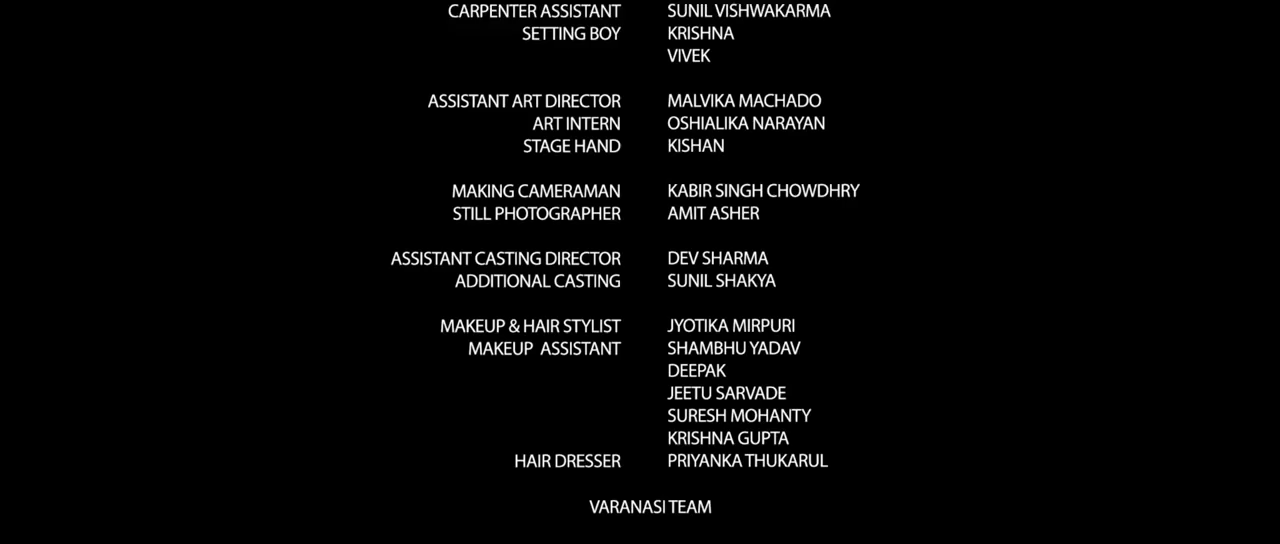 CARPENTER ASSISTANT SUNIL VISHWAKARMA
SETTING BOY KRISHNA
VIVEK
ASSISTANT ART DIRECTOR MALVIKA MACHADO
ART INTERN OSHIALIKA NARAYAN
STAGE HAND KISHAN
MAKING CAMERAMAN KABIR SINGH CHOWDHRY
STILL PHOTOGRAPHER AMIT ASHER
ASSISTANT CASTING DIRECTOR DEV SHARMA
ADDITIONAL CASTING SUNIL SHAKYA
MAKEUP & HAIR STYLIST JYOTIKA MIRPURI
MAKEUP ASSISTANT SHAMBHU YADAV
DEEPAK
JEETU SARVADE
SURESH MOHANTY
KRISHNA GUPTA
HAIR DRESSER PRIYANKA THUKARUL
VARANASI TEAM